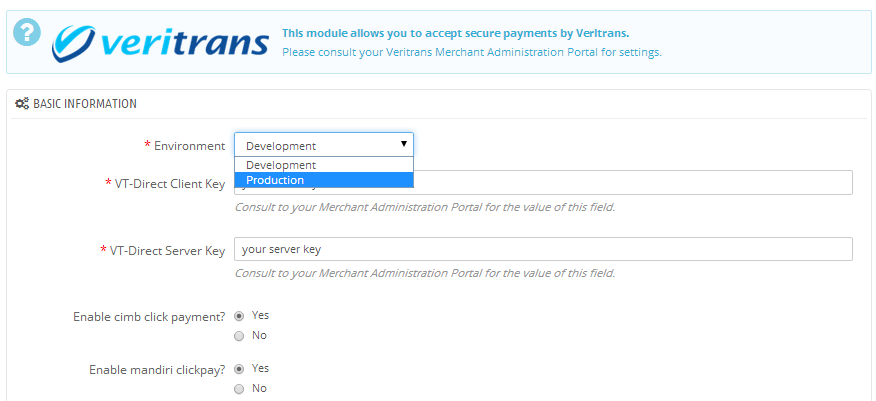 ?
veritrans
This module allows you to accept secure payments by Veritrans.
Please consult your Veritrans Merchant Administration Portal for settings.
BASIC INFORMATION
* Environment
Development
Development
Production
* VT-Direct Client Key
Consult to your Merchant Administration Portal for the value of this field.
* VT-Direct Server Key
your server key
Consult to your Merchant Administration Portal for the value of this field.
Enable cimb click payment?
Yes
No
Enable mandiri clickpay?
Yes
No